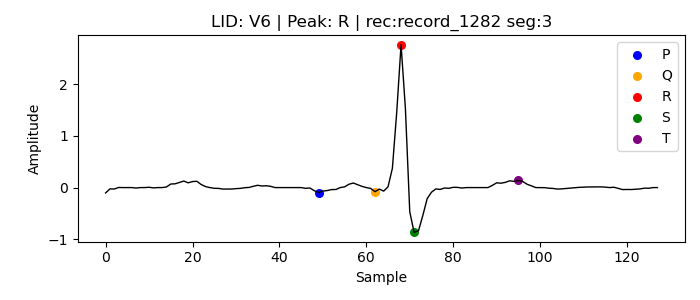 LID: V6 | Peak: R | rec:record_1282 seg:3
Amplitude
2
1
0
−1
0 20 40 60 80 100 120
Sample
P
Q
R
S
T